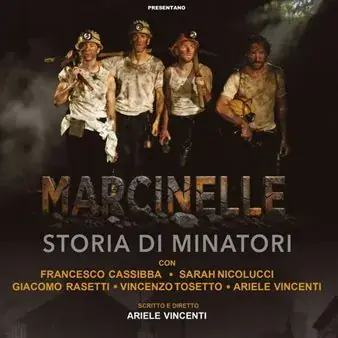 PRESENTANO
MARCINELLE
STORIA DI MINATORI
CON
FRANCESCO CASSIBBA • SARAH NICOLUCCI
GIACOMO RASETTI • VINCENZO TOSETTO • ARIELE VINCENTI
SCRITTO E DIRETTO
ARIELE VINCENTI